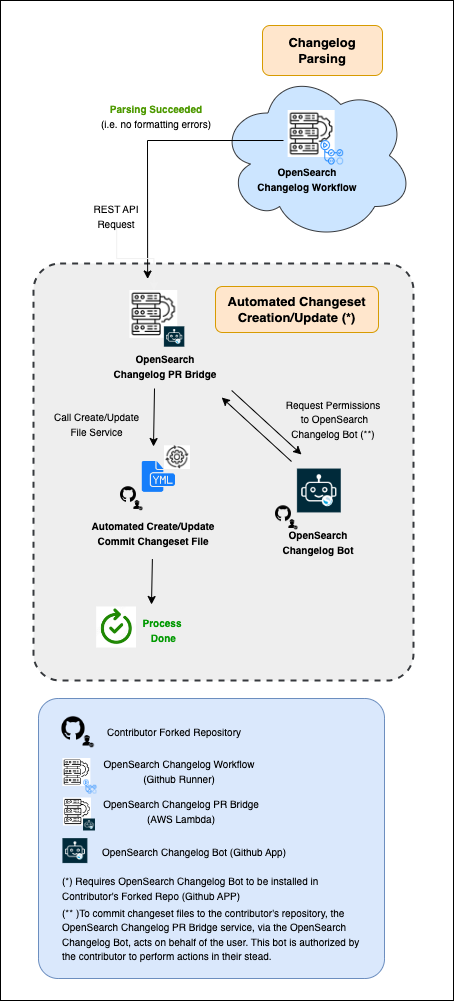 Changelog
Parsing
Parsing Succeeded
(i.e. no formatting errors)
OpenSearch
Changelog Workflow
REST API
Request
Automated Changeset
Creation/Update (*)
OpenSearch
Changelog PR Bridge
Call Create/Update
File Service
Request Permissions
to OpenSearch
Changelog Bot (**)
YML
Automated Create/Update
Commit Changeset File
OpenSearch
Changelog Bot
Process
Done
Contributor Forked Repository
OpenSearch Changelog Workflow
(Github Runner)
OpenSearch Changelog PR Bridge
(AWS Lambda)
OpenSearch Changelog Bot (Github App)
(*) Requires OpenSearch Changelog Bot to be installed in
Contributor's Forked Repo (Github APP)
(** )To commit changeset files to the contributor's repository, the
OpenSearch Changelog PR Bridge service, via the OpenSearch
Changelog Bot, acts on behalf of the user. This bot is authorized by
the contributor to perform actions in their stead.